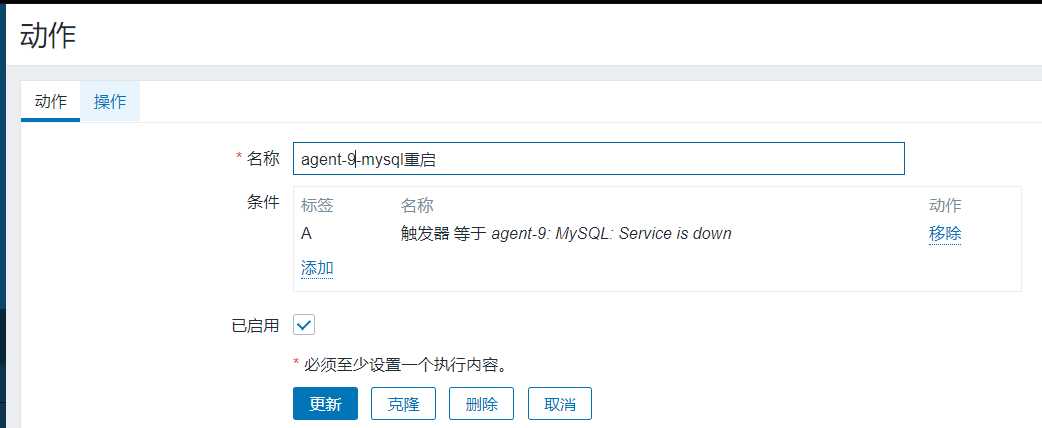 动作
动作 操作
* 名称 agent-9-mysql重启
条件 标签 名称 动作
A 触发器 等于 agent-9: MySQL: Service is down 移除
添加
已启用
* 必须至少设置一个执行内容。
更新 克隆 删除 取消